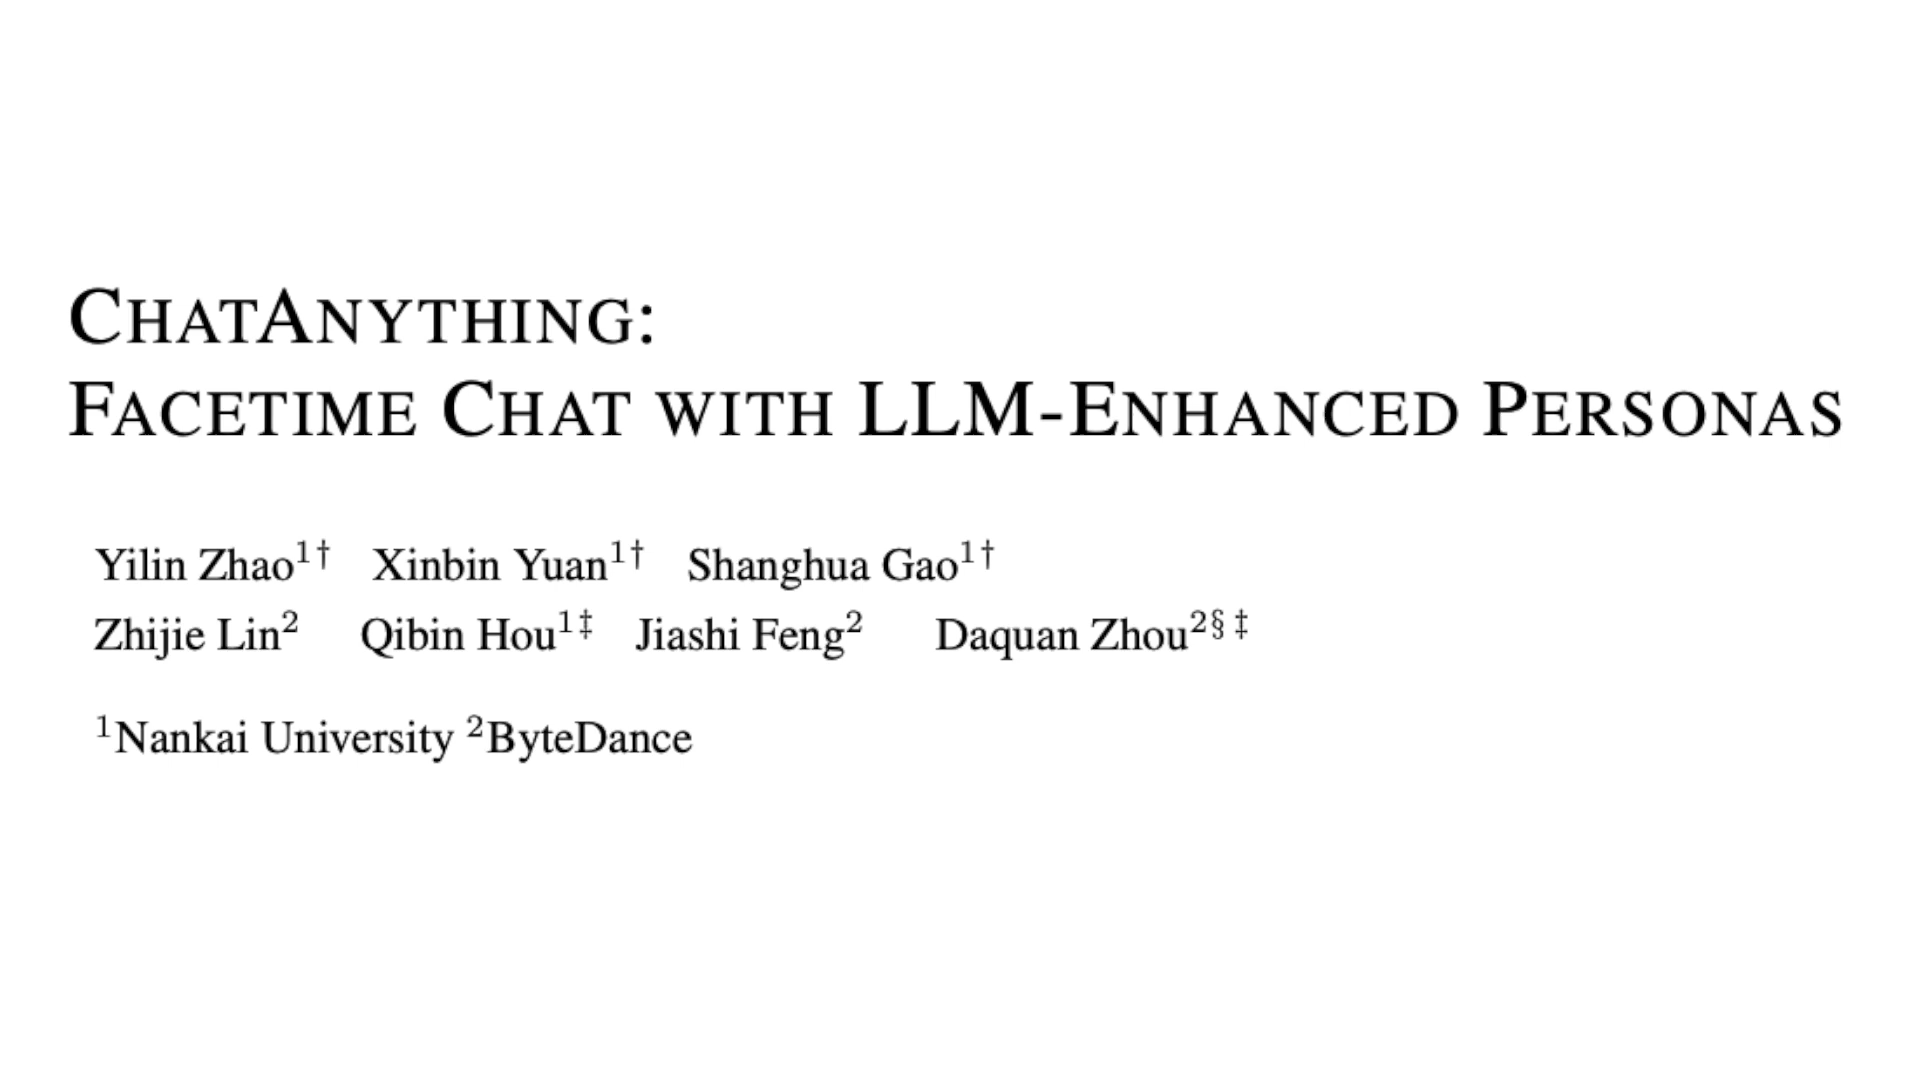 CHATANYTHING:
FACETIME CHAT WITH LLM-ENHANCED PERSONAS
Yilin Zhao¹† Xinbin Yuan¹† Shanghua Gao¹†
Zhijie Lin² Qibin Hou¹‡ Jiashi Feng² Daquan Zhou²§‡
¹Nankai University ²ByteDance